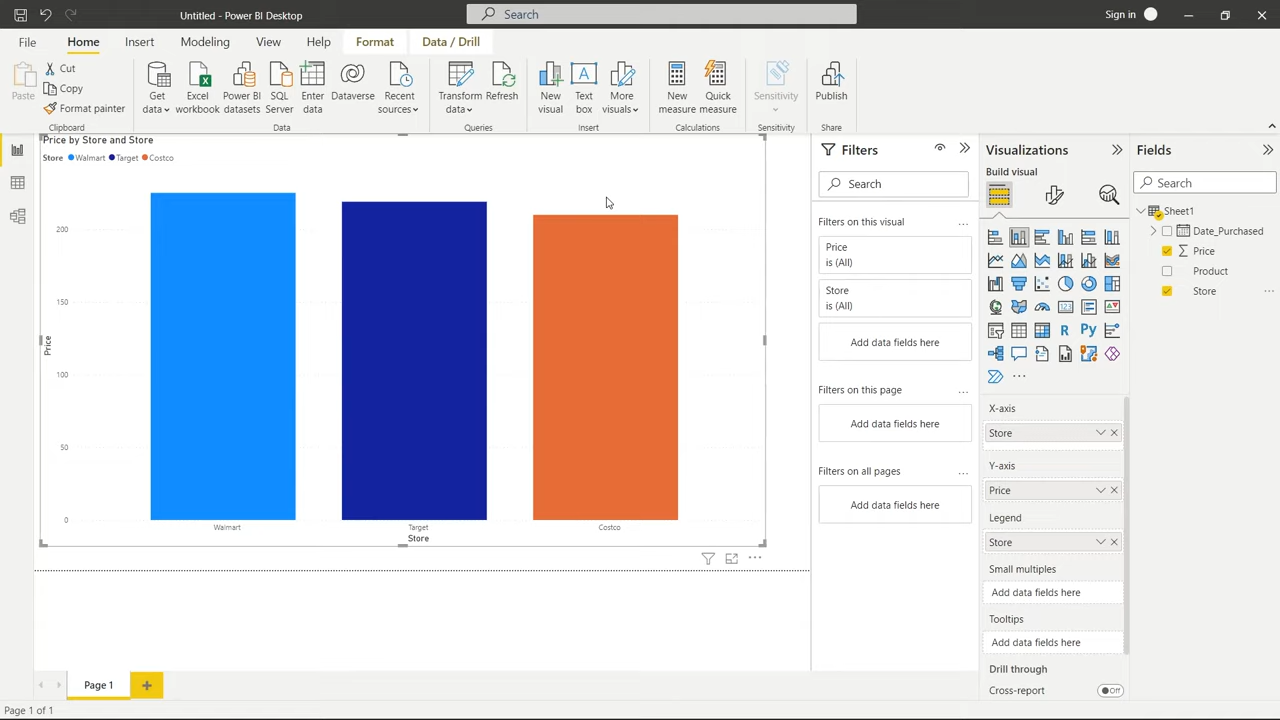 Untitled - Power BI Desktop
Search
Sign in
File
Home
Insert
Modeling
View
Help
Format
Data / Drill
Paste
Cut
Copy
Format painter
Clipboard
Get data
Excel workbook
Power BI datasets
SQL Server
Enter data
Dataverse
Recent sources
Data
Transform data
Refresh
Queries
New visual
Text box
More visuals
Insert
New measure
Quick measure
Calculations
Sensitivity
Sensitivity
Publish
Share
Price by Store and Store
Store Walmart Target Costco
200
150
100
50
0
Price
Walmart
Target
Costco
Store
Filters
Search
Filters on this visual
Price
is (All)
Store
is (All)
Add data fields here
Filters on this page
Add data fields here
Filters on all pages
Add data fields here
Visualizations
Build visual
123
R
Py
X-axis
Store
Y-axis
Price
Legend
Store
Small multiples
Add data fields here
Tooltips
Add data fields here
Drill through
Cross-report
Off
Fields
Search
Sheet1
Date_Purchased
Price
Product
Store
Page 1
Page 1 of 1